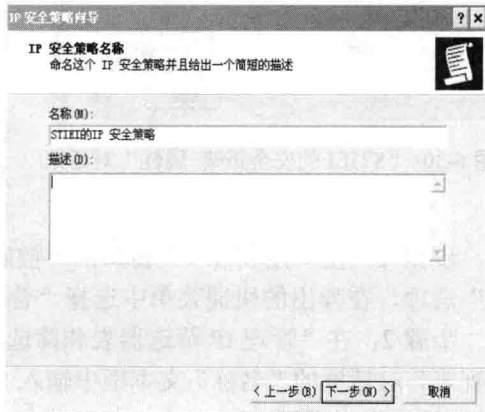 IP 安全策略向导
IP 安全策略名称
命名这个 IP 安全策略并且给出一个简短的描述
名称(M):
STIEI的IP 安全策略
描述(D):
< 上一步(B)
下一步(N) >
取消